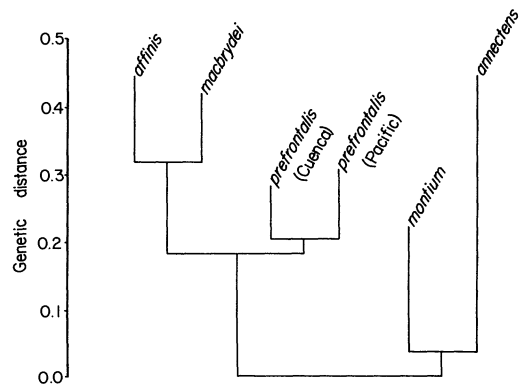 Genetic distance
0.5
0.4
0.3
0.2
0.1
0.0
affinis
macbrydei
prefrontalis
(Cuenca)
prefrontalis
(Pacific)
montium
annectens